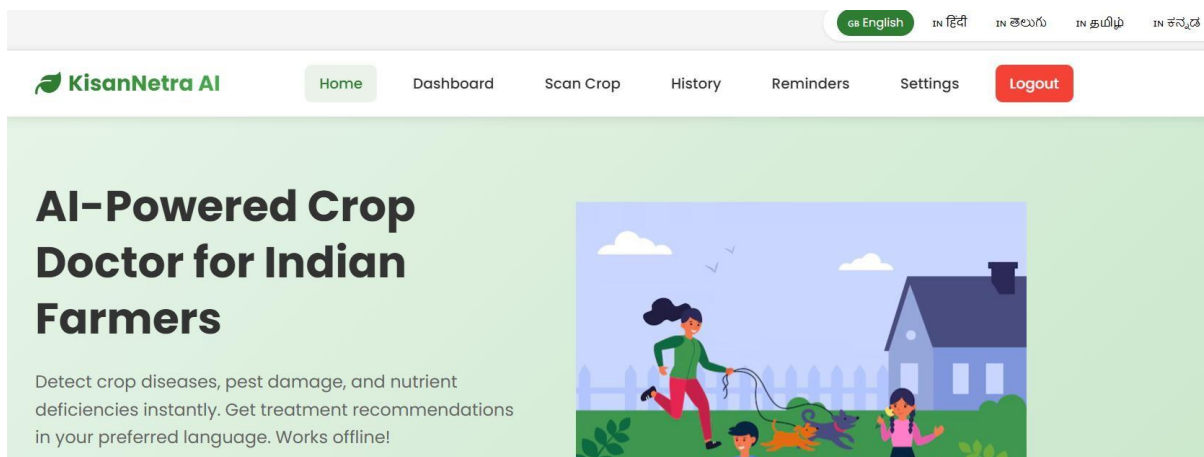 GB English IN हिंदी IN తెలుగు IN தமிழ் IN ಕನ್ನಡ
KisanNetra AI Home Dashboard Scan Crop History Reminders Settings Logout
AI-Powered Crop
Doctor for Indian
Farmers
Detect crop diseases, pest damage, and nutrient
deficiencies instantly. Get treatment recommendations
in your preferred language. Works offline!